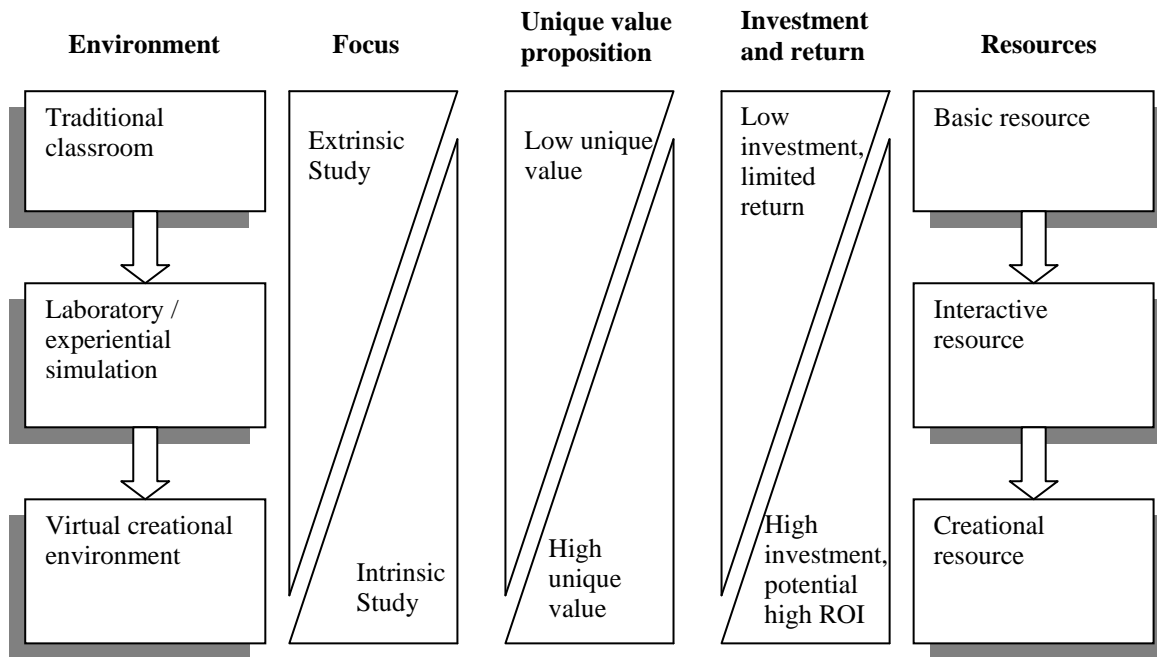 Environment
Focus
Unique value
proposition
Investment
and return
Resources
Traditional
classroom
Extrinsic
Study
Low unique
value
Low
investment,
limited
return
Basic resource
Laboratory /
experiential
simulation
Interactive
resource
Virtual creational
environment
Intrinsic
Study
High
unique
value
High
investment,
potential
high ROI
Creational
resource